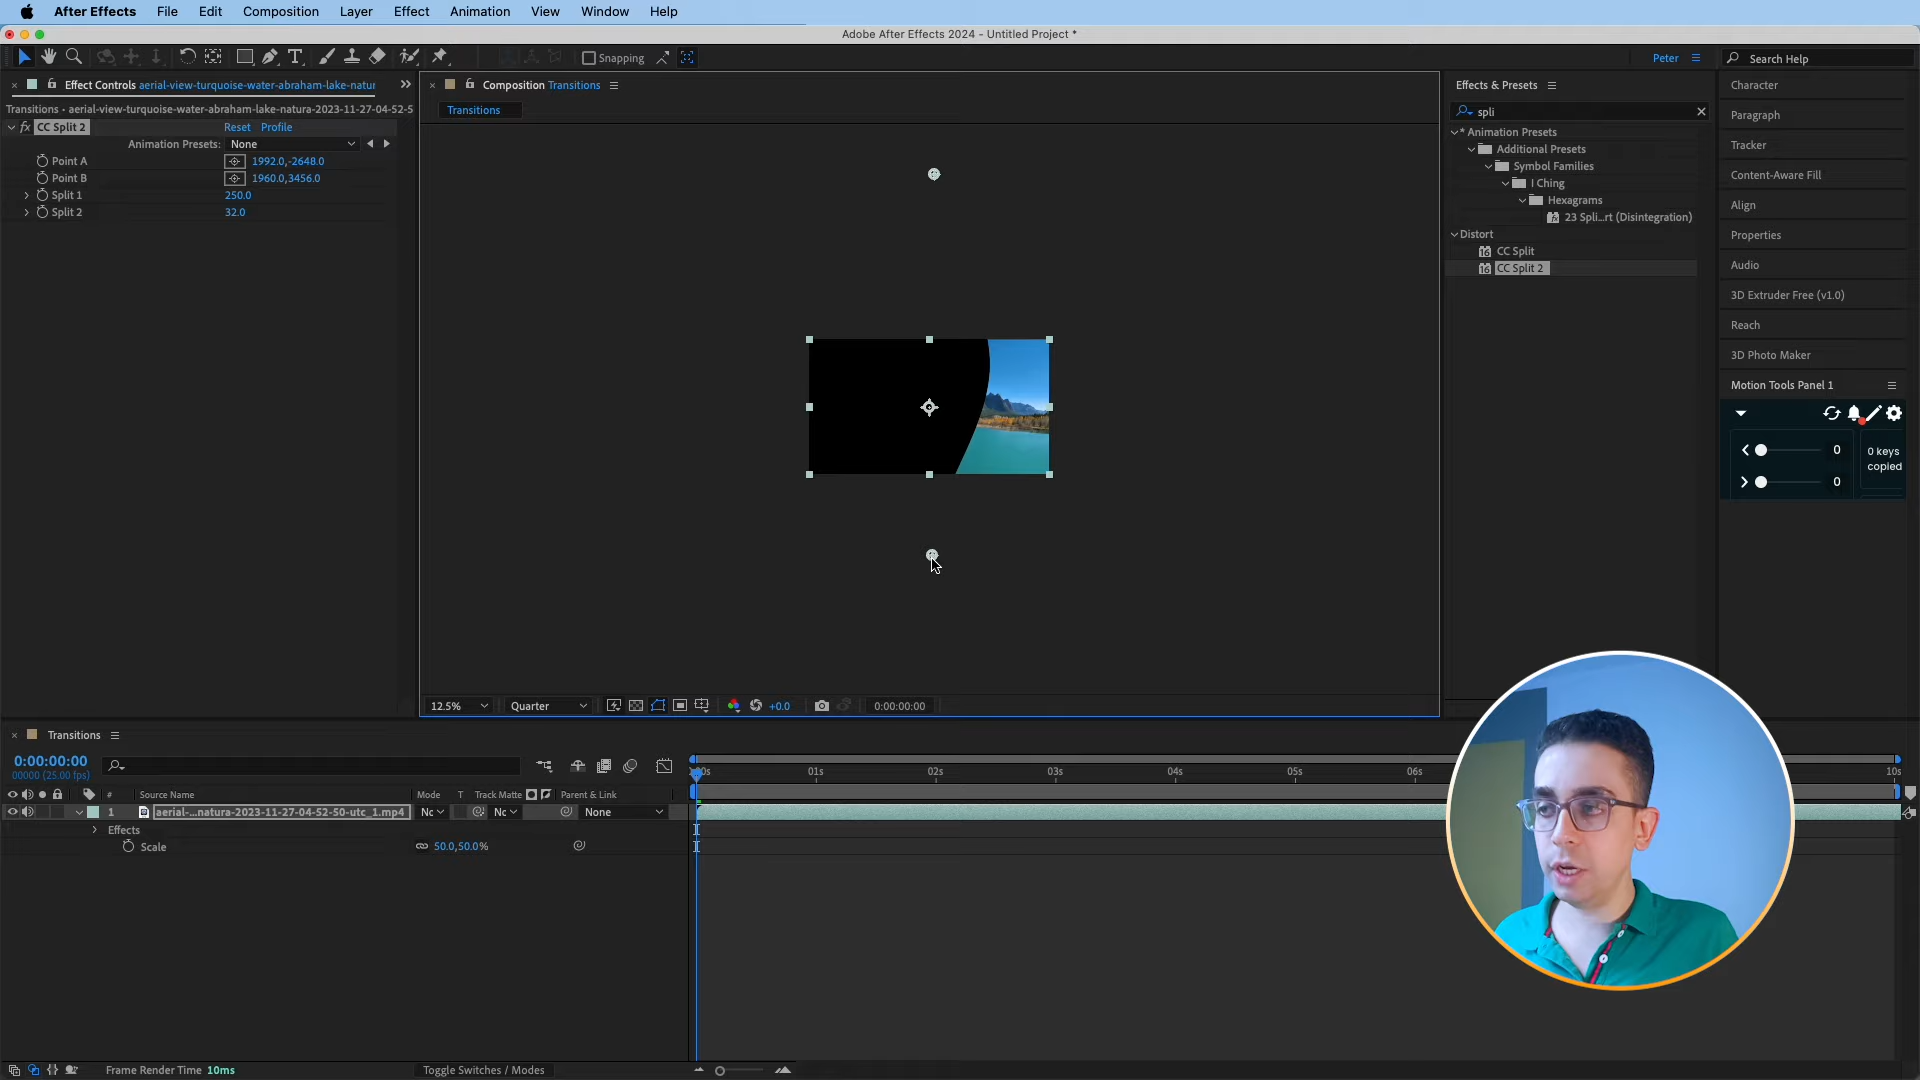 After Effects File Edit Composition Layer Effect Animation View Window Help
Adobe After Effects 2024 - Untitled Project *
Snapping
Peter
Search Help
Effect Controls aerial-view-turquoise-water-abraham-lake-natur
Transitions • aerial-view-turquoise-water-abraham-lake-natura-2023-11-27-04-52-5
fx CC Split 2 Reset Profile
Animation Presets: None
Point A 1992.0,-2648.0
Point B 1960.0,3456.0
Split 1 250.0
Split 2 32.0
Composition Transitions
Transitions
12.5% Quarter +0.0 0:00:00:00
Effects & Presets
spli
* Animation Presets
Additional Presets
Symbol Families
I Ching
Hexagrams
23 Spli...rt (Disintegration)
Distort
CC Split
CC Split 2
Character
Paragraph
Tracker
Content-Aware Fill
Align
Properties
Audio
3D Extruder Free (v1.0)
Reach
3D Photo Maker
Motion Tools Panel 1
0
0 keys
copied
0
Transitions
0:00:00:00
00000 (25.00 fps)
# Source Name Mode T Track Matte Parent & Link
1 aerial-...natura-2023-11-27-04-52-50-utc_1.mp4 None
Effects
Scale 50.0,50.0%
01s 02s 03s 04s 05s 06s 10s
Frame Render Time 10ms
Toggle Switches / Modes